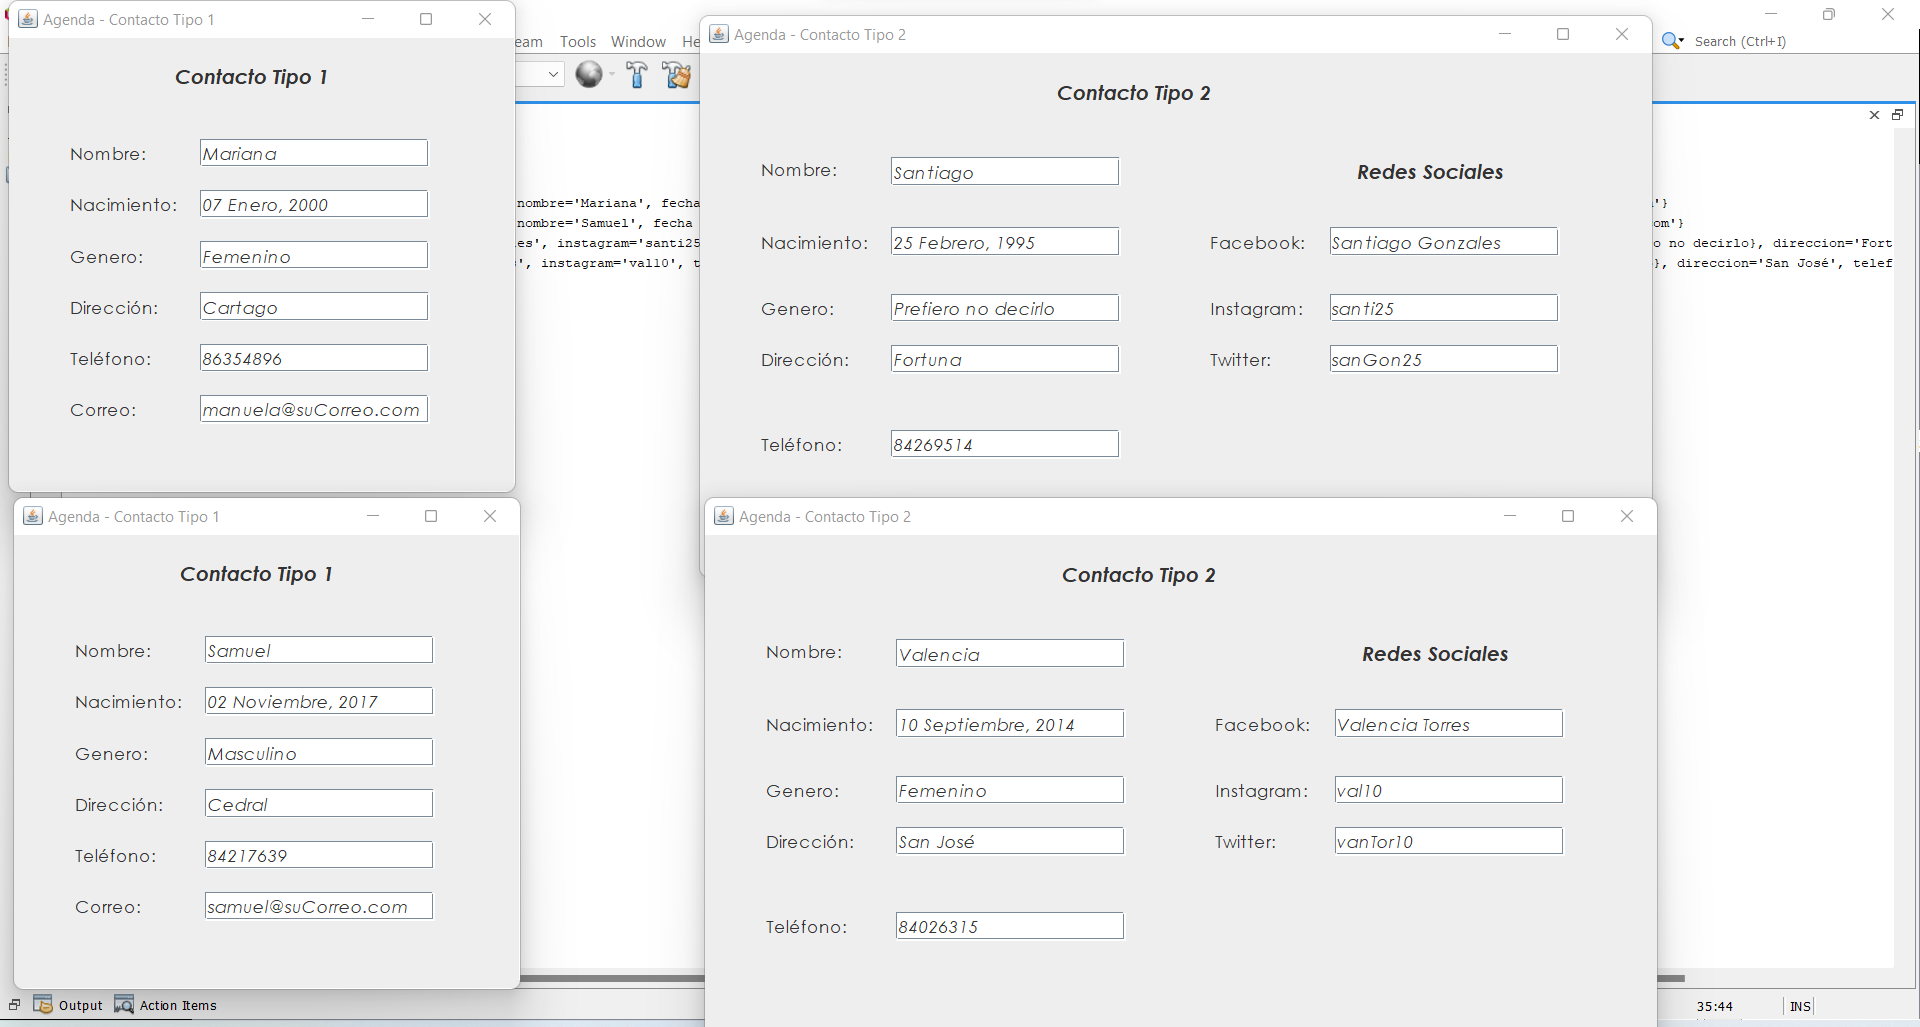 Agenda - Contacto Tipo 1
Contacto Tipo 1
Nombre: Mariana
Nacimiento: 07 Enero, 2000
Genero: Femenino
Dirección: Cartago
Teléfono: 86354896
Correo: manuela@suCorreo.com
eam Tools Window He
Search (Ctrl+I)
Agenda - Contacto Tipo 2
Contacto Tipo 2
Nombre: Santiago
Redes Sociales
Nacimiento: 25 Febrero, 1995
Facebook: Santiago Gonzales
Genero: Prefiero no decirlo
Instagram: santi25
Dirección: Fortuna
Twitter: sanGon25
Teléfono: 84269514
nombre='Mariana', fecha
'}
nombre='Samuel', fecha
om'}
es', instagram='santi25
o no decirlo}, direccion='Fort
', instagram='val10', t
}, direccion='San José', telef
Agenda - Contacto Tipo 1
Contacto Tipo 1
Nombre: Samuel
Nacimiento: 02 Noviembre, 2017
Genero: Masculino
Dirección: Cedral
Teléfono: 84217639
Correo: samuel@suCorreo.com
Agenda - Contacto Tipo 2
Contacto Tipo 2
Nombre: Valencia
Redes Sociales
Nacimiento: 10 Septiembre, 2014
Facebook: Valencia Torres
Genero: Femenino
Instagram: val10
Dirección: San José
Twitter: vanTor10
Teléfono: 84026315
Output Action Items
35:44 INS